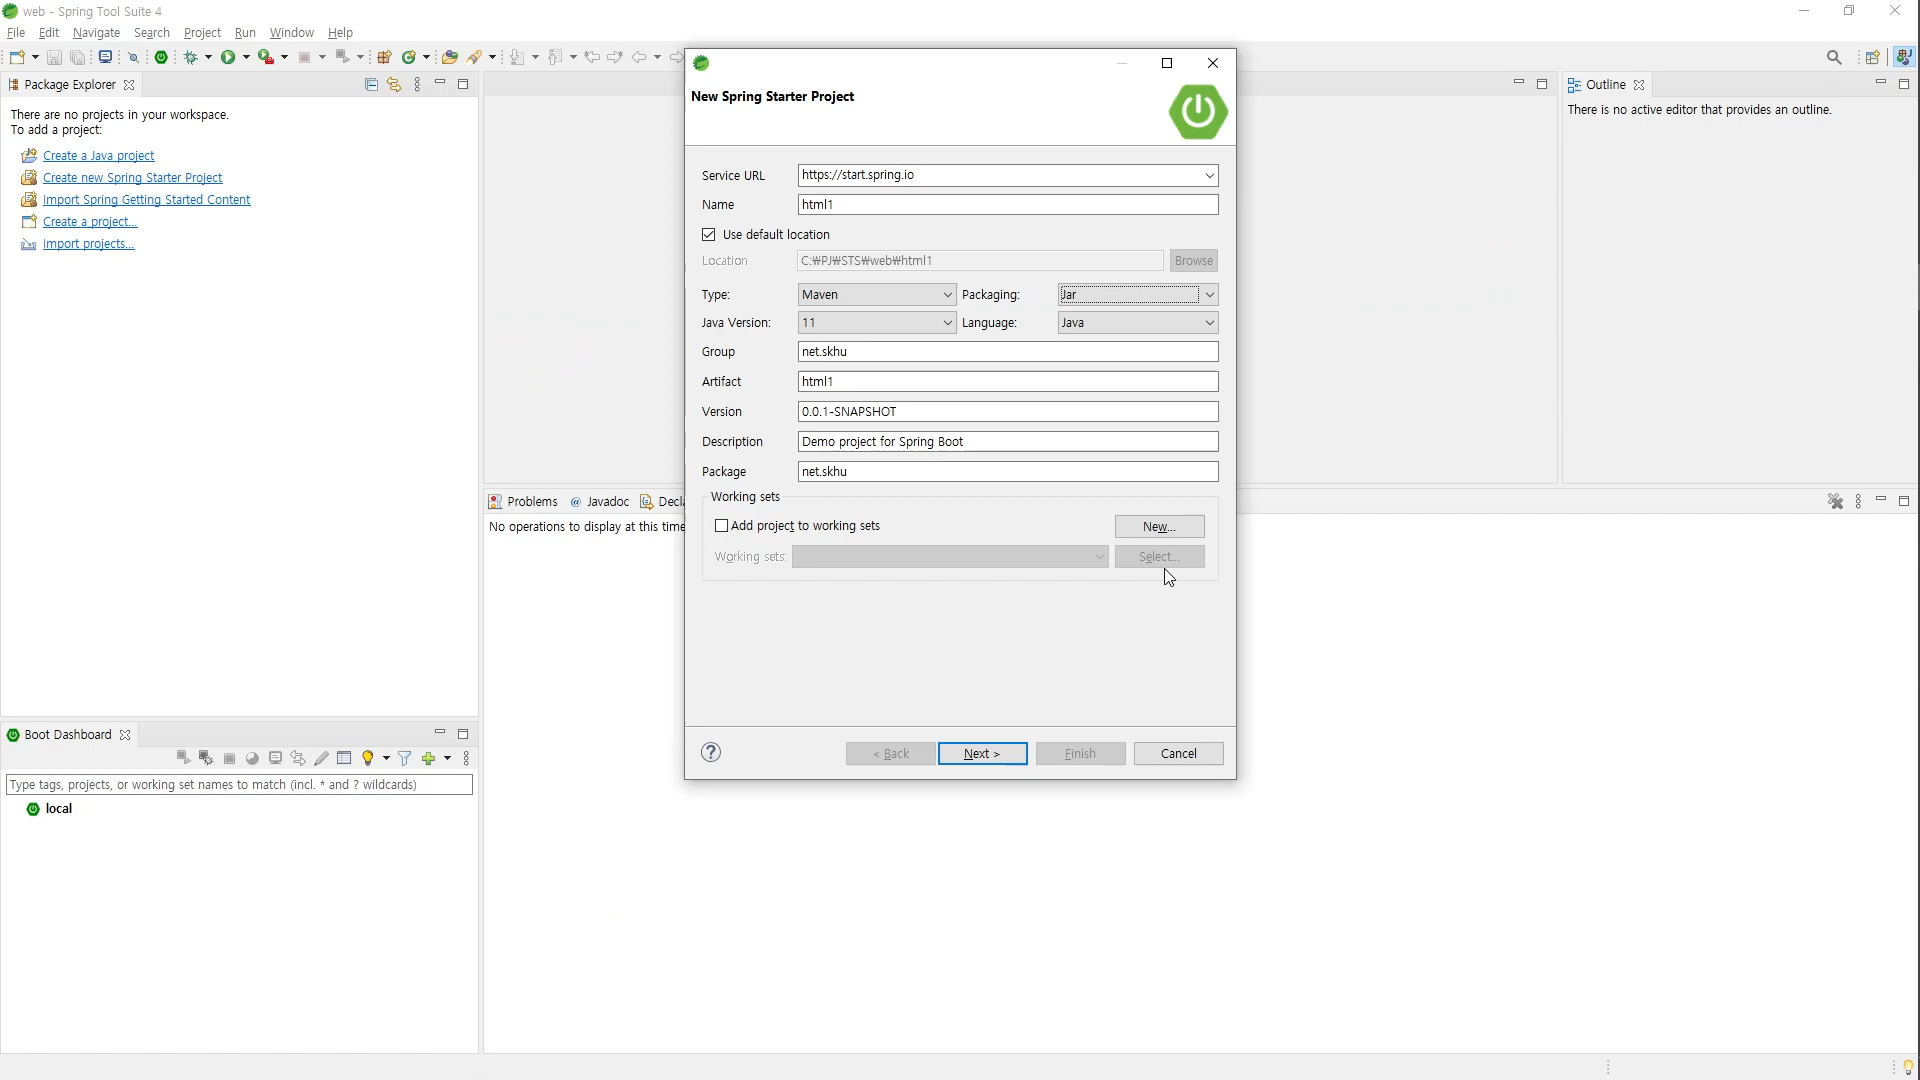 web - Spring Tool Suite 4
File Edit Navigate Search Project Run Window Help
Package Explorer
There are no projects in your workspace.
To add a project:
Create a Java project
Create new Spring Starter Project
Import Spring Getting Started Content
Create a project...
Import projects...
New Spring Starter Project
Service URL https://start.spring.io
Name html1
Use default location
Location C:₩PJ₩STS₩web₩html1 Browse
Type: Maven Packaging: Jar
Java Version: 11 Language: Java
Group net.skhu
Artifact html1
Version 0.0.1-SNAPSHOT
Description Demo project for Spring Boot
Package net.skhu
Working sets
Add project to working sets New...
Working sets: Select...
? < Back Next > Finish Cancel
Outline
There is no active editor that provides an outline.
Problems @ Javadoc Decla
No operations to display at this time
Boot Dashboard
Type tags, projects, or working set names to match (incl. * and ? wildcards)
local